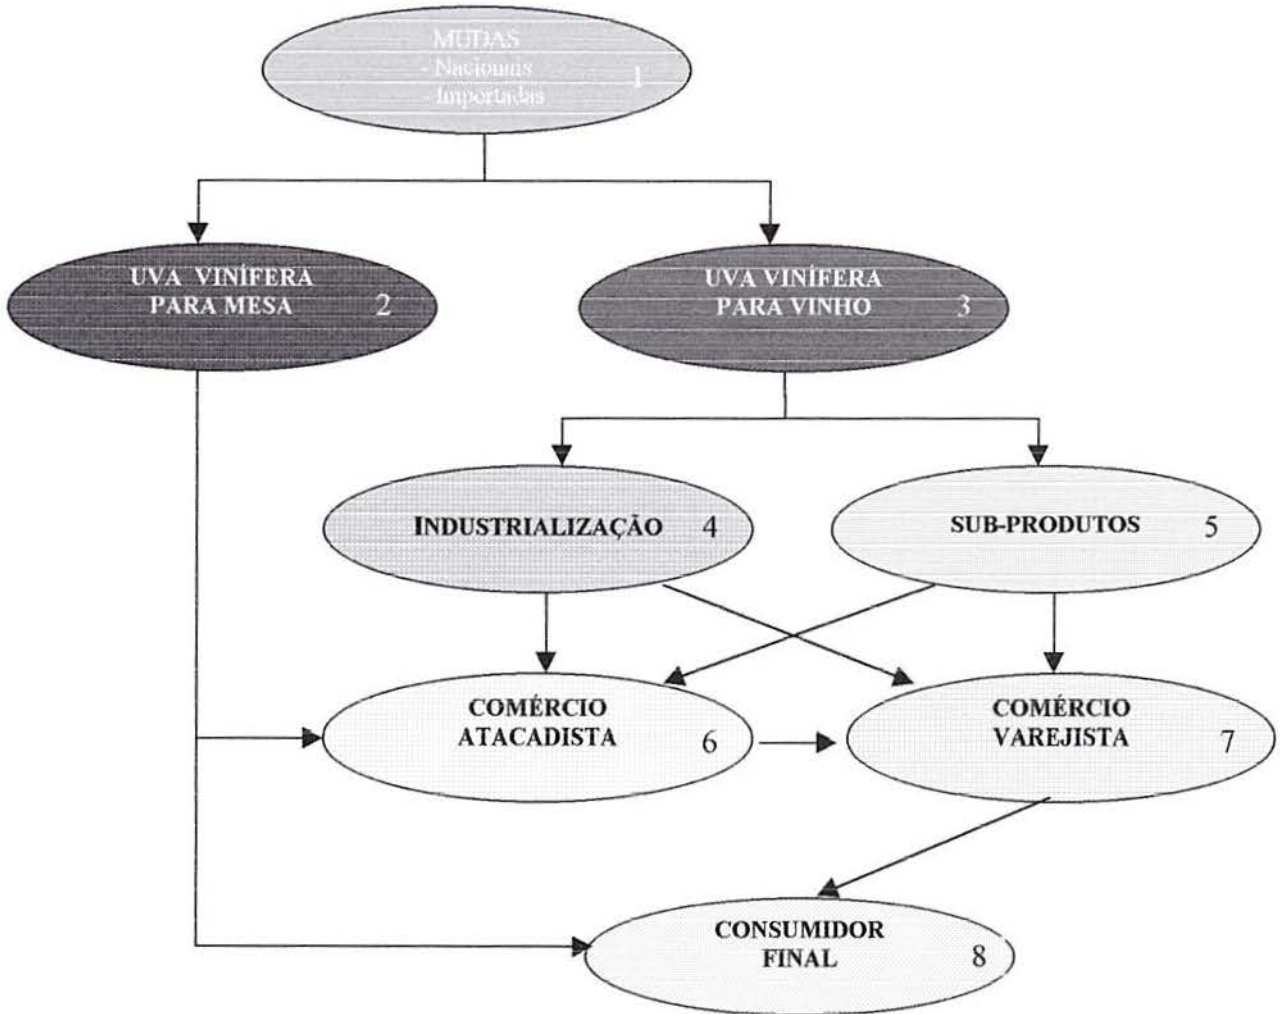 MUDAS
- Nacionais
- Importadas
1
UVA VINÍFERA
PARA MESA
2
UVA VINÍFERA
PARA VINHO
3
INDUSTRIALIZAÇÃO
4
SUB-PRODUTOS
5
COMÉRCIO
ATACADISTA
6
COMÉRCIO
VAREJISTA
7
CONSUMIDOR
FINAL
8